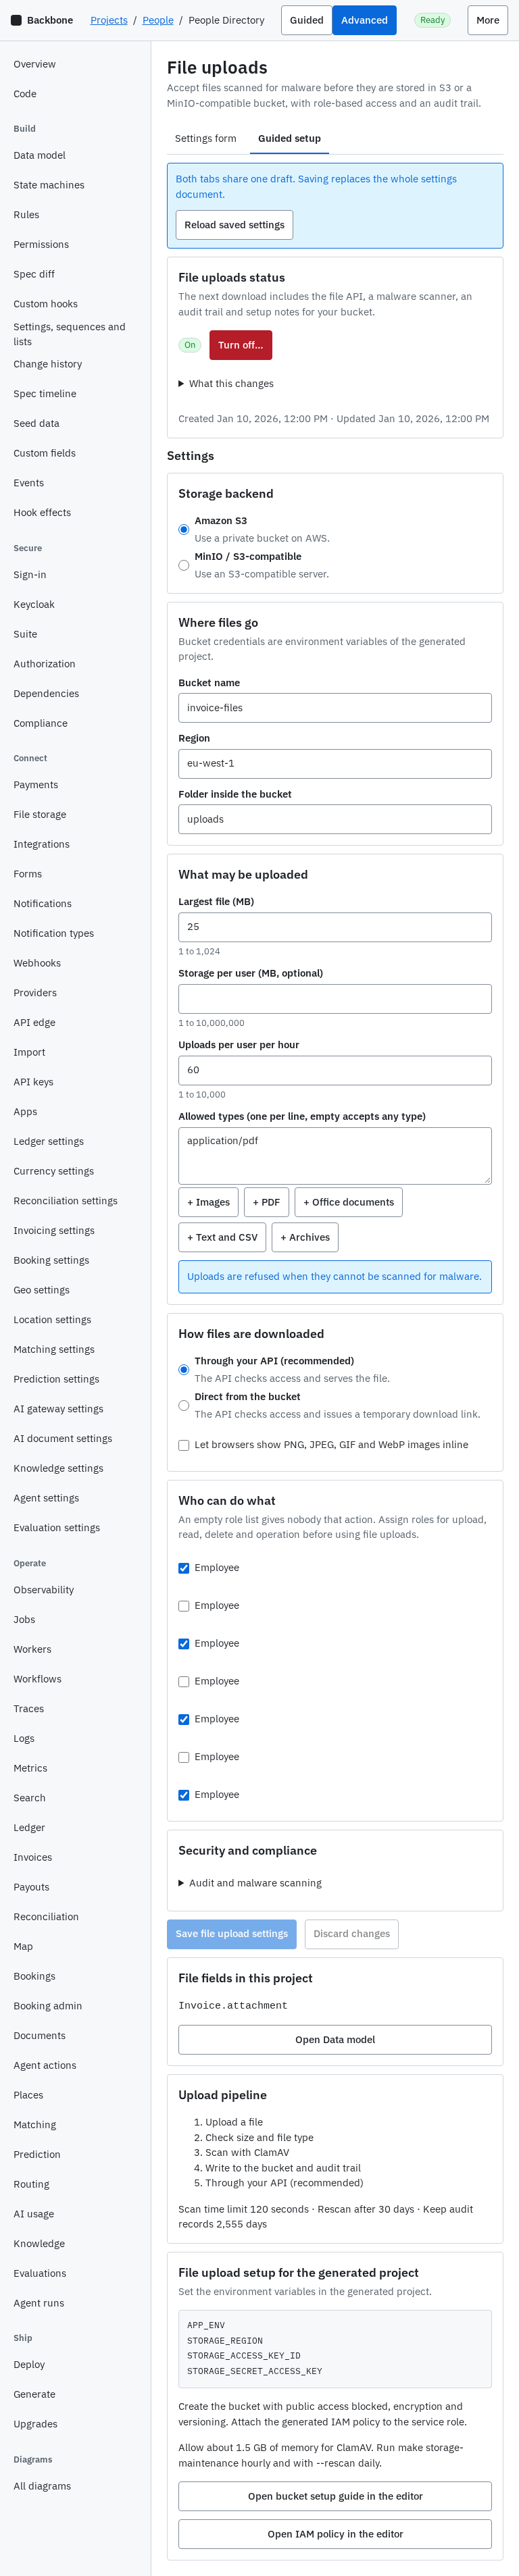 Backbone
Projects / People / People Directory
Guided
Advanced
Ready
More
Overview
Code
Build
Data model
State machines
Rules
Permissions
Spec diff
Custom hooks
Settings, sequences and
lists
Change history
Spec timeline
Seed data
Custom fields
Events
Hook effects
Secure
Sign-in
Keycloak
Suite
Authorization
Dependencies
Compliance
Connect
Payments
File storage
Integrations
Forms
Notifications
Notification types
Webhooks
Providers
API edge
Import
API keys
Apps
Ledger settings
Currency settings
Reconciliation settings
Invoicing settings
Booking settings
Geo settings
Location settings
Matching settings
Prediction settings
AI gateway settings
AI document settings
Knowledge settings
Agent settings
Evaluation settings
Operate
Observability
Jobs
Workers
Workflows
Traces
Logs
Metrics
Search
Ledger
Invoices
Payouts
Reconciliation
Map
Bookings
Booking admin
Documents
Agent actions
Places
Matching
Prediction
Routing
AI usage
Knowledge
Evaluations
Agent runs
Ship
Deploy
Generate
Upgrades
Diagrams
All diagrams
File uploads
Accept files scanned for malware before they are stored in S3 or a
MinIO-compatible bucket, with role-based access and an audit trail.
Settings form
Guided setup
Both tabs share one draft. Saving replaces the whole settings
document.
Reload saved settings
File uploads status
The next download includes the file API, a malware scanner, an
audit trail and setup notes for your bucket.
On
Turn off...
What this changes
Created Jan 10, 2026, 12:00 PM · Updated Jan 10, 2026, 12:00 PM
Settings
Storage backend
Amazon S3
Use a private bucket on AWS.
MinIO / S3-compatible
Use an S3-compatible server.
Where files go
Bucket credentials are environment variables of the generated
project.
Bucket name
invoice-files
Region
eu-west-1
Folder inside the bucket
uploads
What may be uploaded
Largest file (MB)
25
1 to 1,024
Storage per user (MB, optional)
1 to 10,000,000
Uploads per user per hour
60
1 to 10,000
Allowed types (one per line, empty accepts any type)
application/pdf
+ Images
+ PDF
+ Office documents
+ Text and CSV
+ Archives
Uploads are refused when they cannot be scanned for malware.
How files are downloaded
Through your API (recommended)
The API checks access and serves the file.
Direct from the bucket
The API checks access and issues a temporary download link.
Let browsers show PNG, JPEG, GIF and WebP images inline
Who can do what
An empty role list gives nobody that action. Assign roles for upload,
read, delete and operation before using file uploads.
Employee
Employee
Employee
Employee
Employee
Employee
Employee
Security and compliance
Audit and malware scanning
Save file upload settings
Discard changes
File fields in this project
Invoice.attachment
Open Data model
Upload pipeline
1. Upload a file
2. Check size and file type
3. Scan with ClamAV
4. Write to the bucket and audit trail
5. Through your API (recommended)
Scan time limit 120 seconds · Rescan after 30 days · Keep audit
records 2,555 days
File upload setup for the generated project
Set the environment variables in the generated project.
APP_ENV
STORAGE_REGION
STORAGE_ACCESS_KEY_ID
STORAGE_SECRET_ACCESS_KEY
Create the bucket with public access blocked, encryption and
versioning. Attach the generated IAM policy to the service role.
Allow about 1.5 GB of memory for ClamAV. Run make storage-
maintenance hourly and with --rescan daily.
Open bucket setup guide in the editor
Open IAM policy in the editor